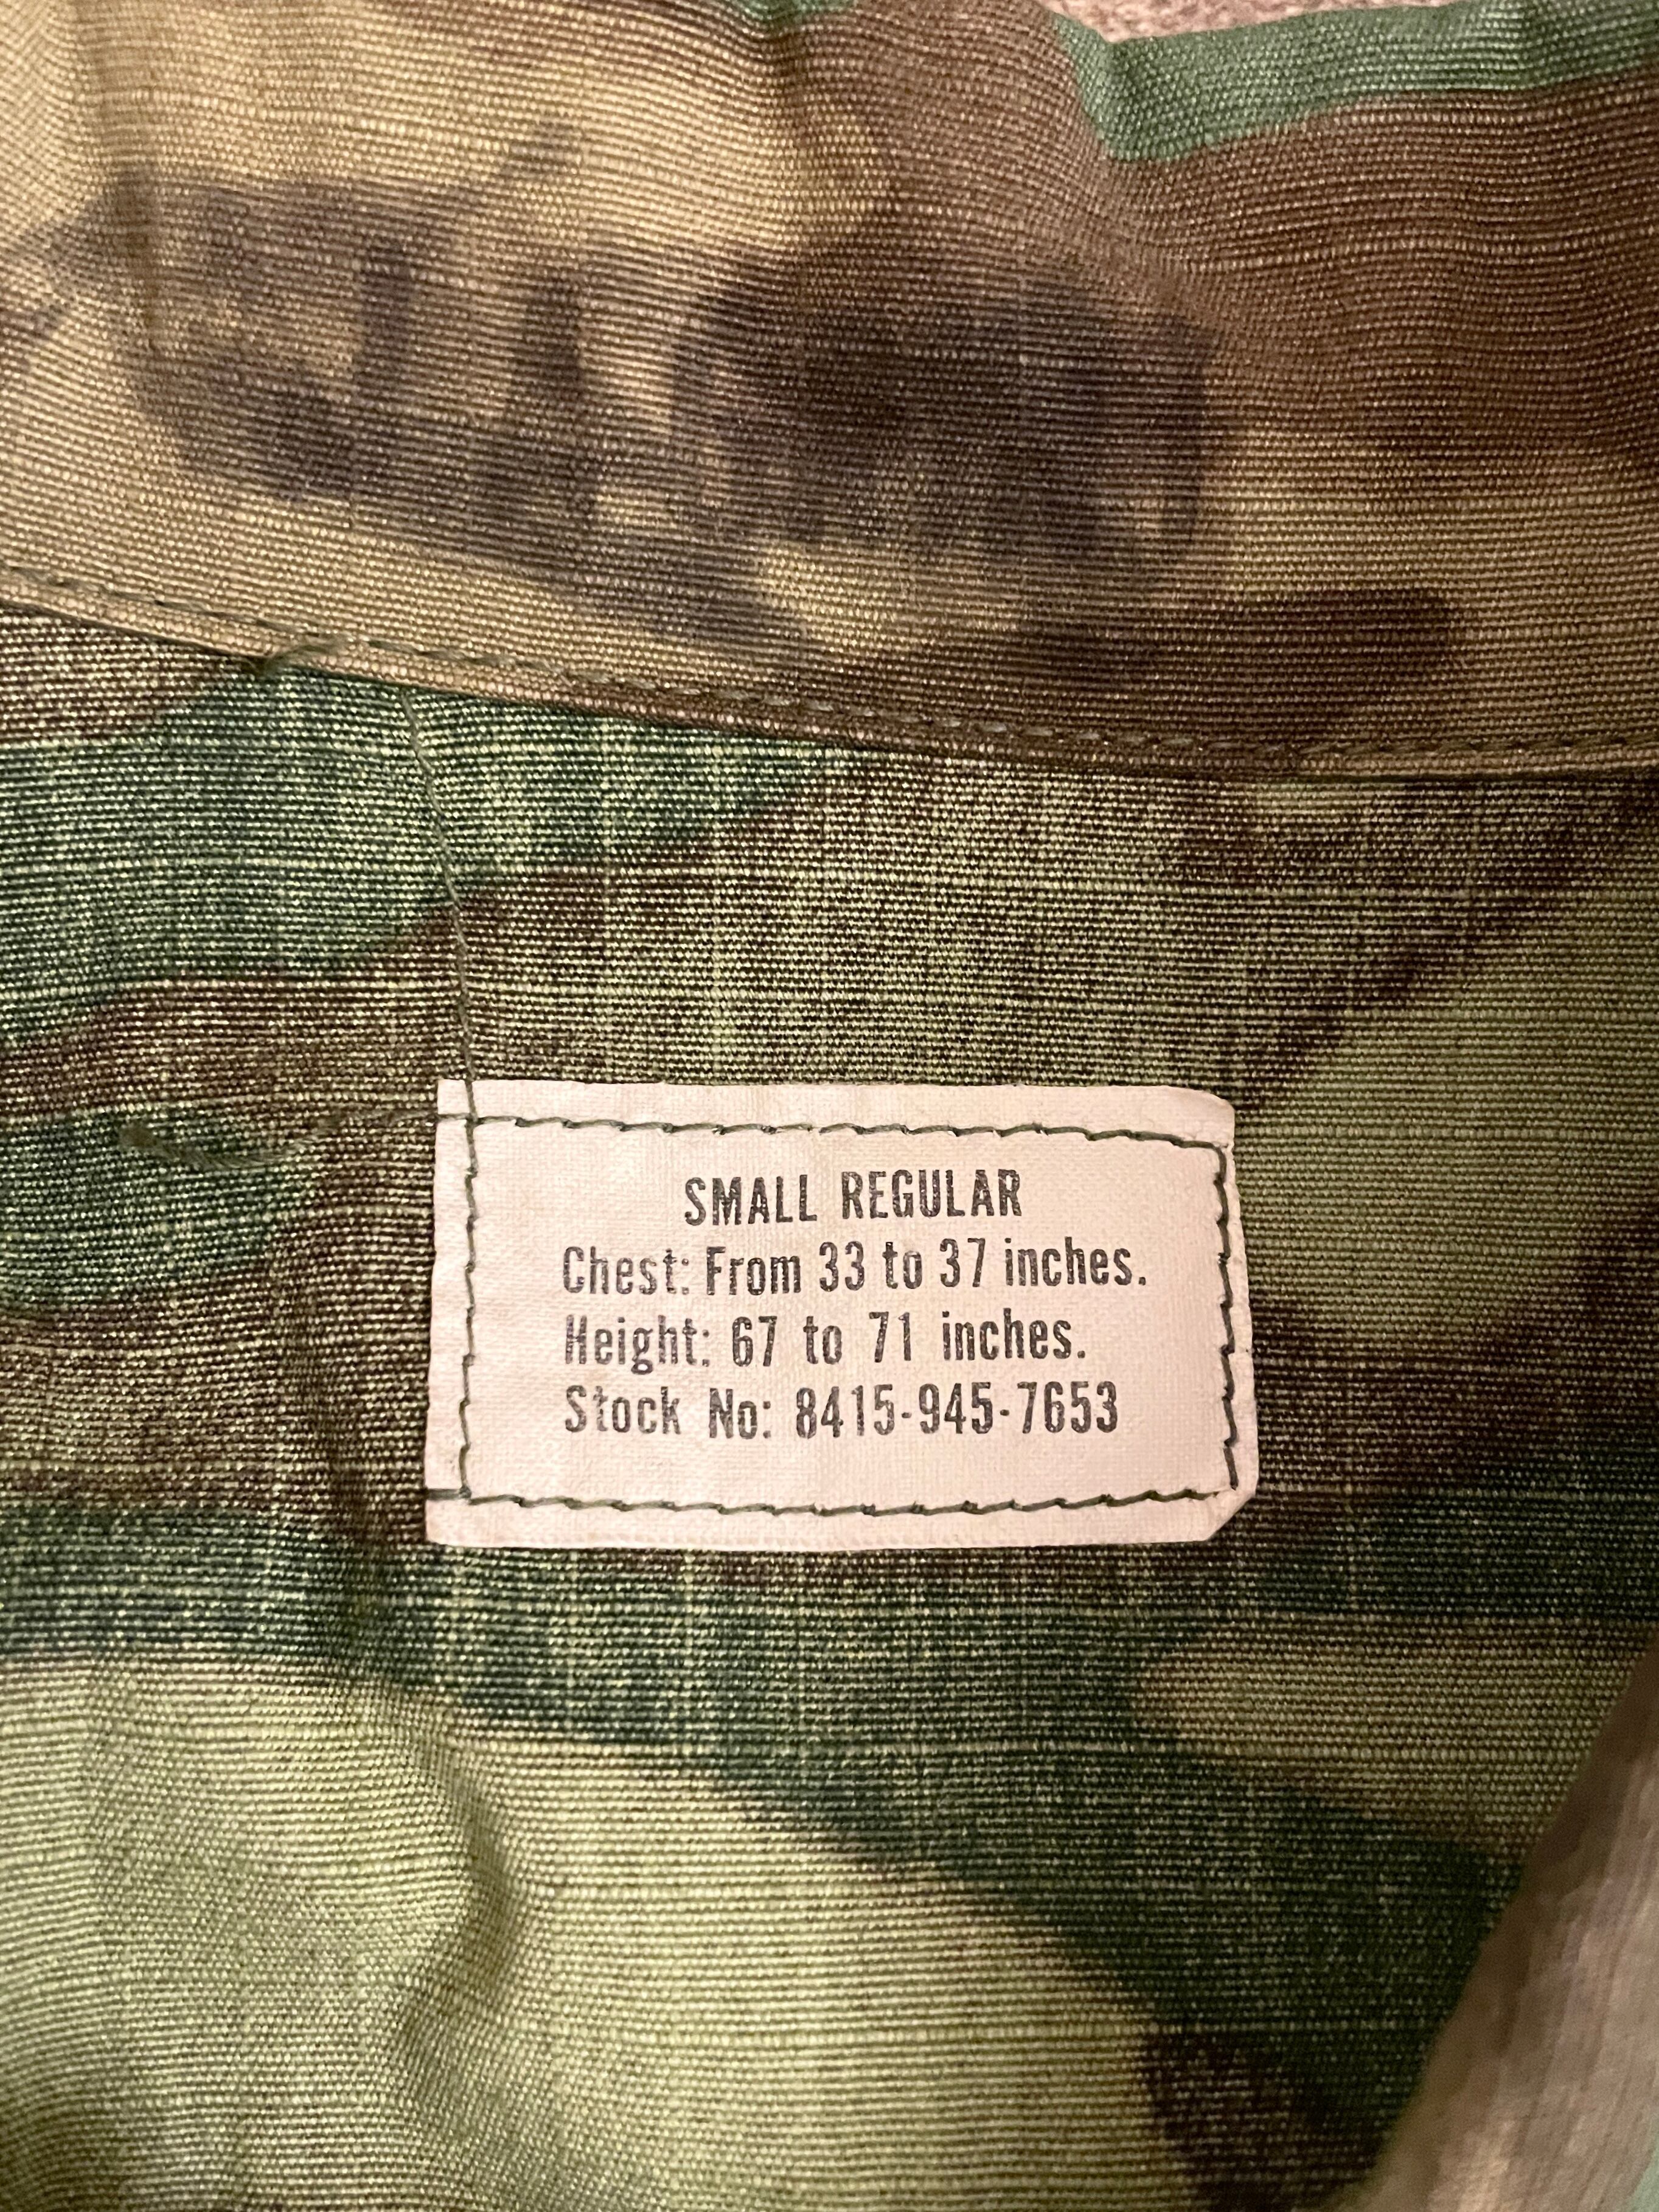 SMALL REGULAR
Chest: From 33 to 37 inches.
Height: 67 to 71 inches.
Stock No: 8415-945-7653